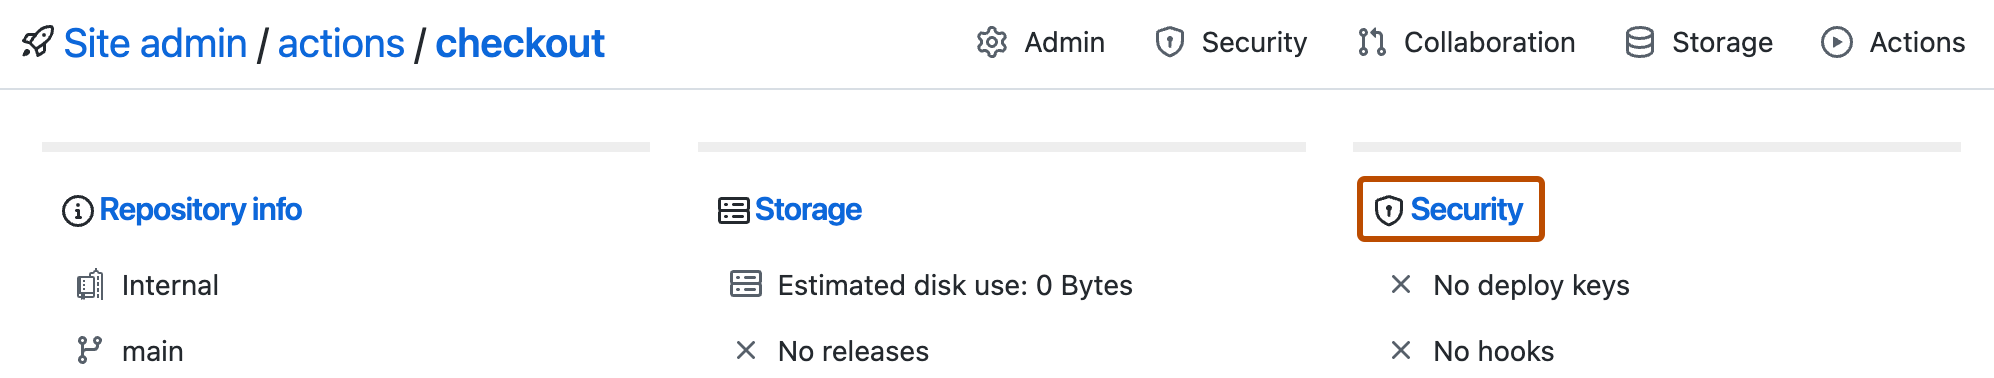 Site admin / actions / checkout Admin Security Collaboration Storage Actions
Repository info
Internal
main
Storage
Estimated disk use: 0 Bytes
No releases
Security
No deploy keys
No hooks